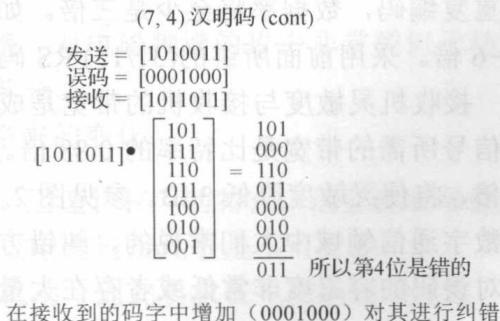 (7, 4) 汉明码 (cont)
发送 = [1010011]
误码 = [0001000]
接收 = [1011011]
101 101
111 000
[1011011]• 110 = 110
011 011
100 000
010 010
001 001
011 所以第4位是错的
在接收到的码字中增加（0001000）对其进行纠错